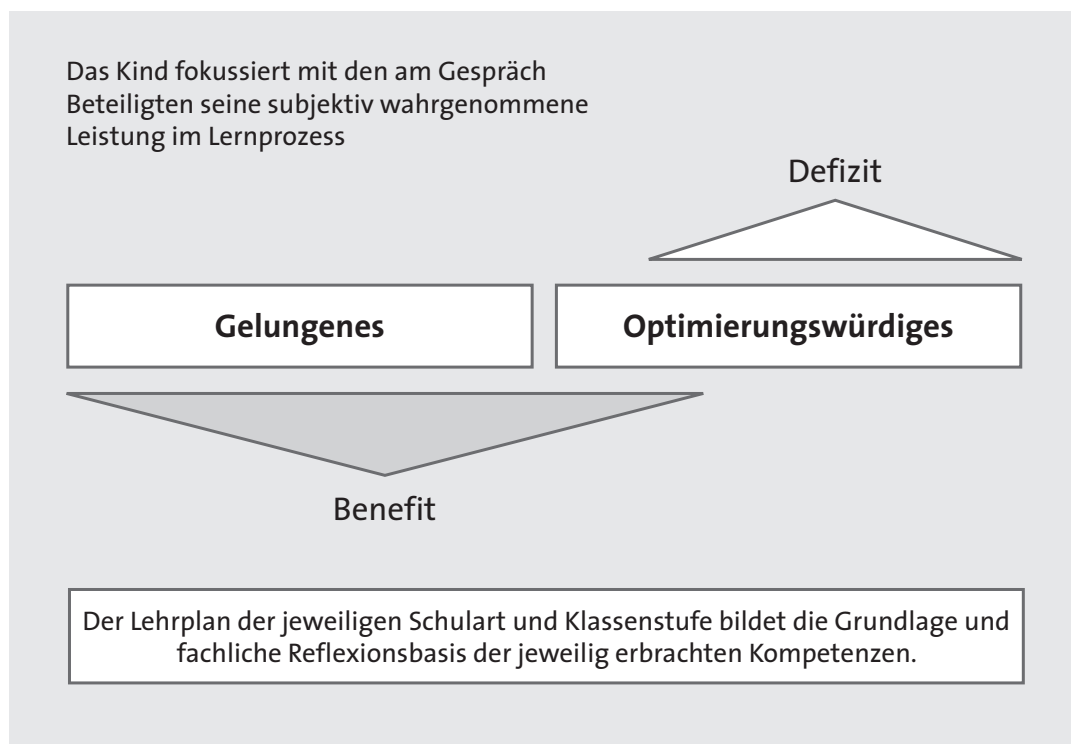 Das Kind fokussiert mit den am Gespräch
Beteiligten seine subjektiv wahrgenommene
Leistung im Lernprozess
Defizit
Gelungenes
Optimierungswürdiges
Benefit
Der Lehrplan der jeweiligen Schulart und Klassenstufe bildet die Grundlage und
fachliche Reflexionsbasis der jeweilig erbrachten Kompetenzen.